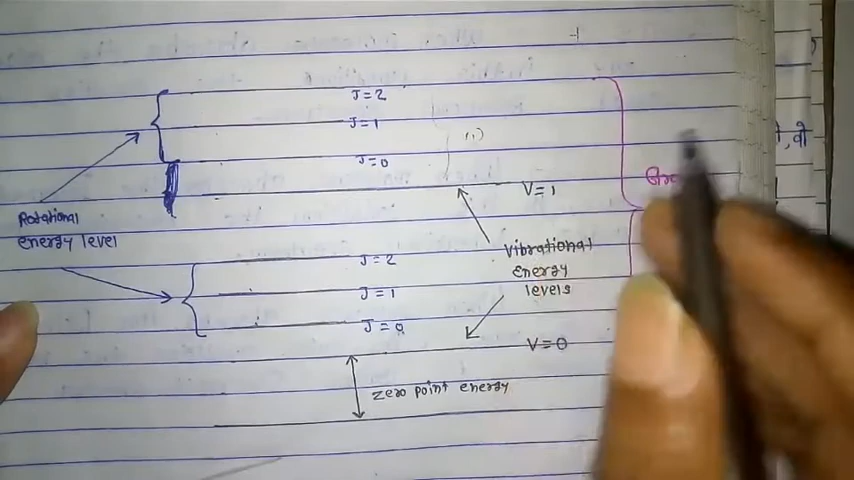 J=2
J=1
J=0
V=1
Rotational
energy level
Vibrational
energy
levels
J=2
J=1
J=0
V=0
Zero point energy